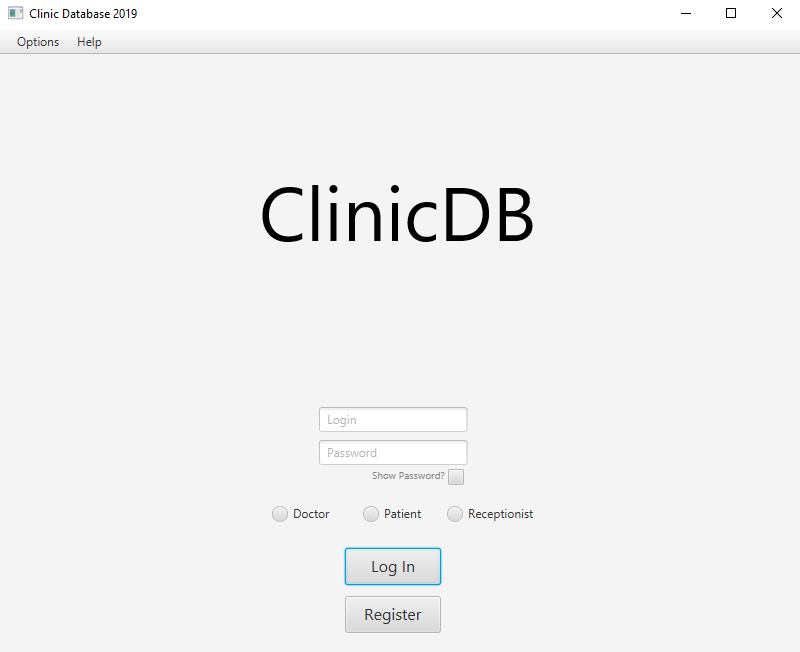 Clinic Database 2019
Options Help
ClinicDB
Login
Password
Show Password?
Doctor Patient Receptionist
Log In
Register